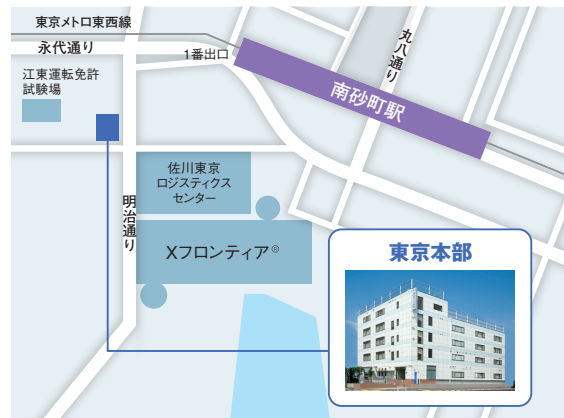 東京メトロ東西線
永代通り
1番出口
丸八通り
江東運転免許
試験場
南砂町駅
佐川東京
ロジスティクス
センター
明治通り
Xフロンティア®
東京本部